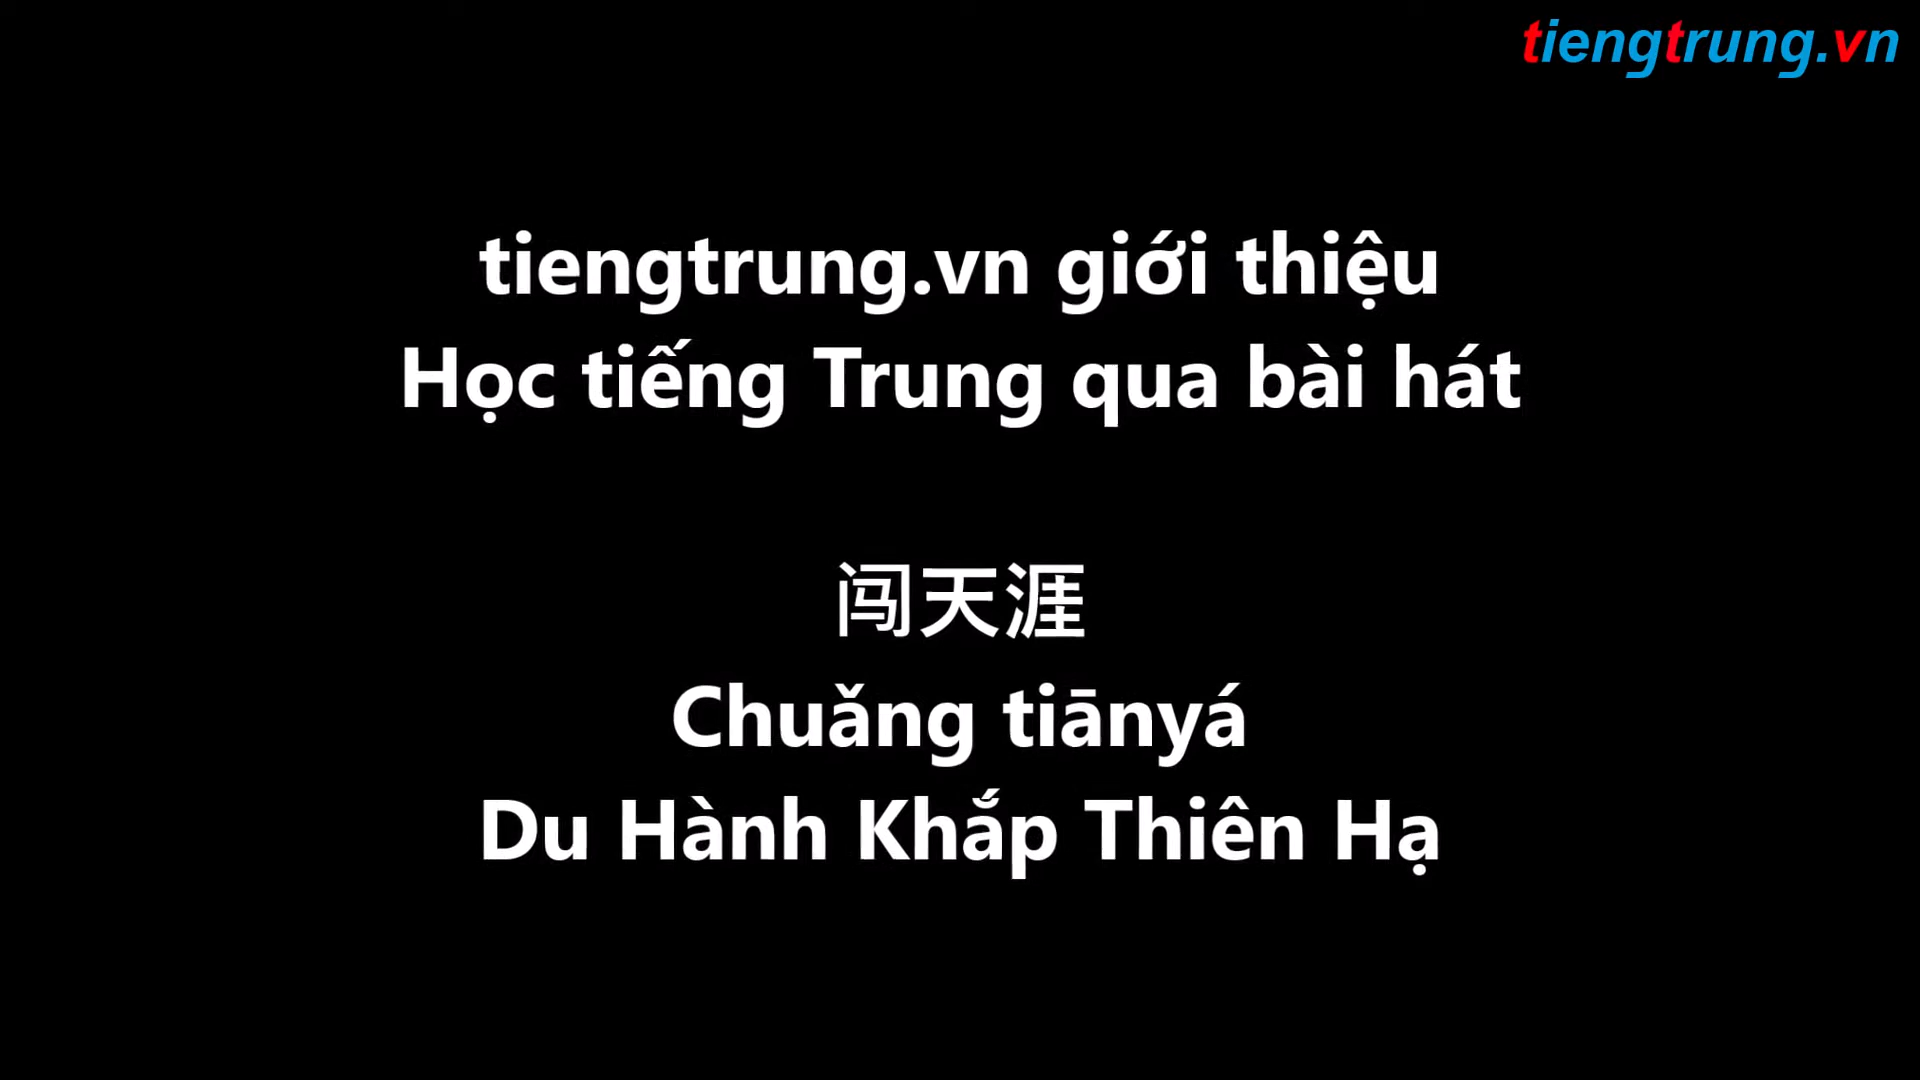 tiengtrung.vn
tiengtrung.vn giới thiệu
Học tiếng Trung qua bài hát
闯天涯
Chuǎng tiānyá
Du Hành Khắp Thiên Hạ